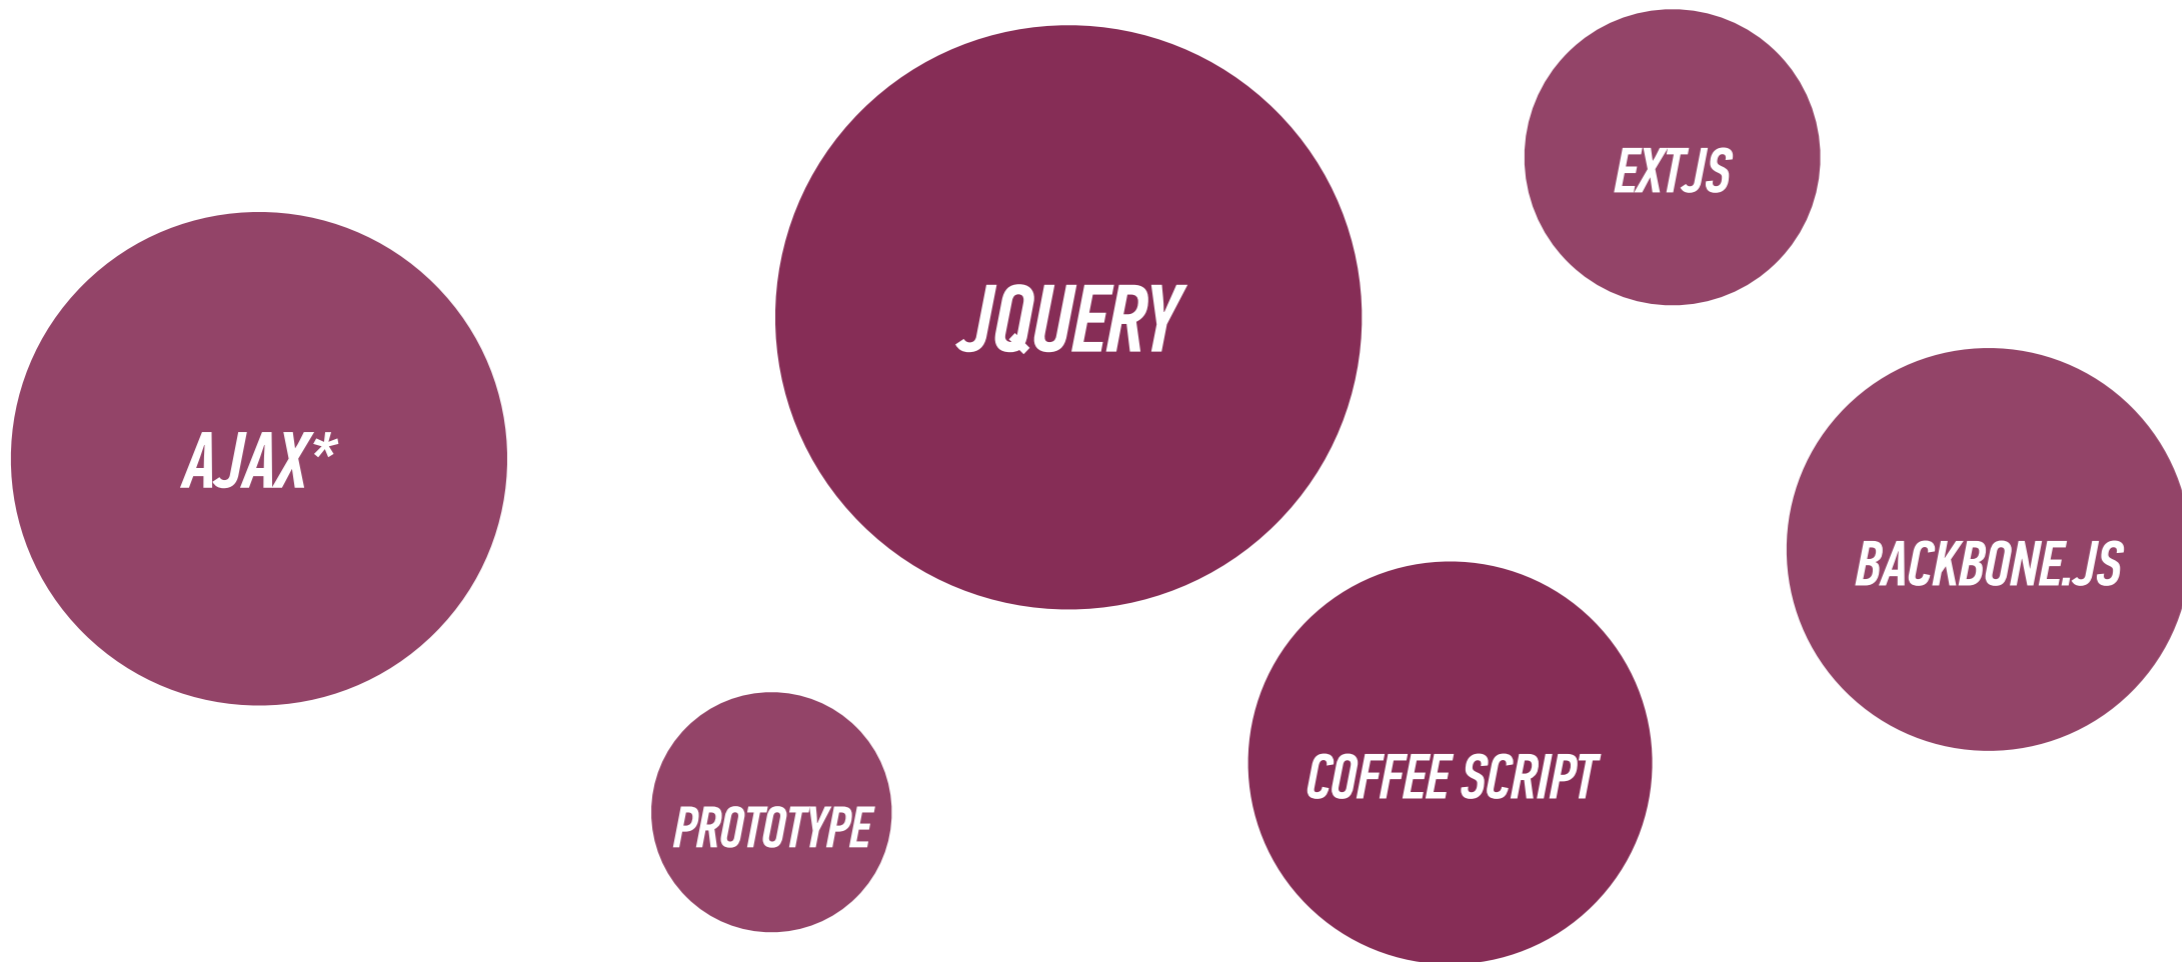 EXTJS
JQUERY
AJAX*
BACKBONE.JS
COFFEE SCRIPT
PROTOTYPE